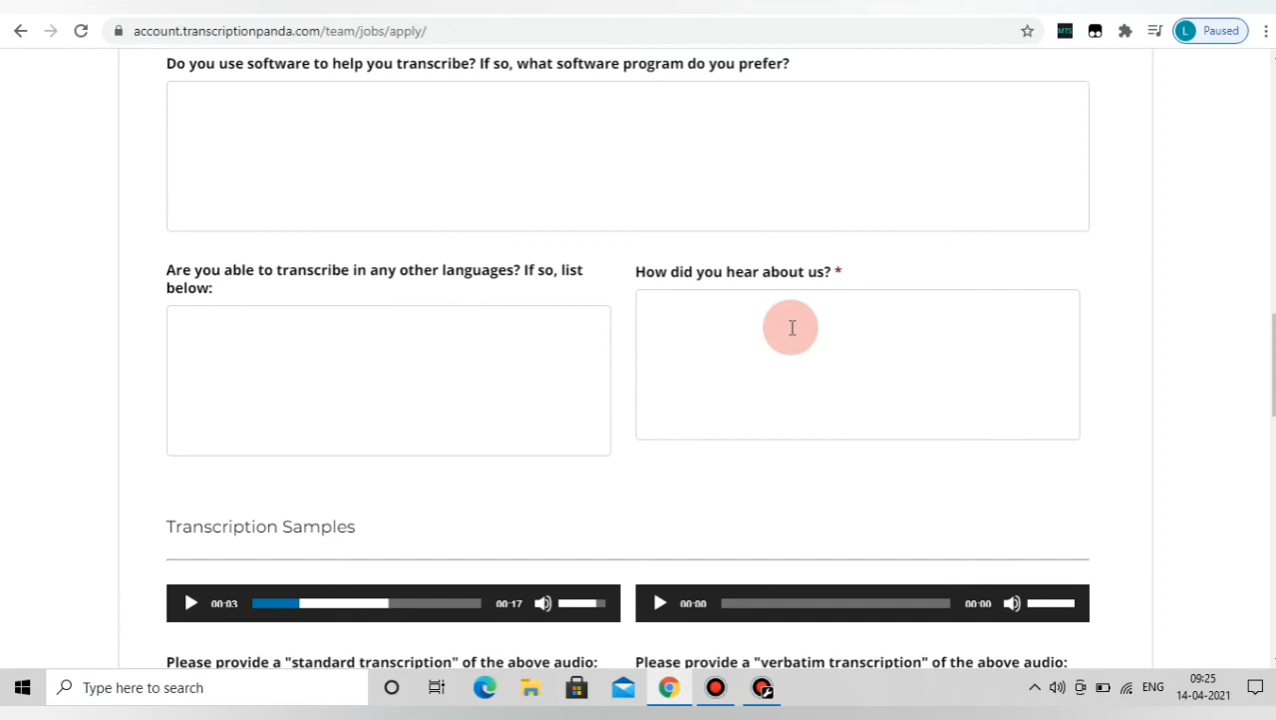 account.transcriptionpanda.com/team/jobs/apply/
MTS
L
Paused
Do you use software to help you transcribe? If so, what software program do you prefer?
Are you able to transcribe in any other languages? If so, list
below:
How did you hear about us? *
Transcription Samples
00:03
00:17
00:00
00:00
Please provide a "standard transcription" of the above audio:
Please provide a "verbatim transcription" of the above audio:
Type here to search
ENG
09:25
14-04-2021